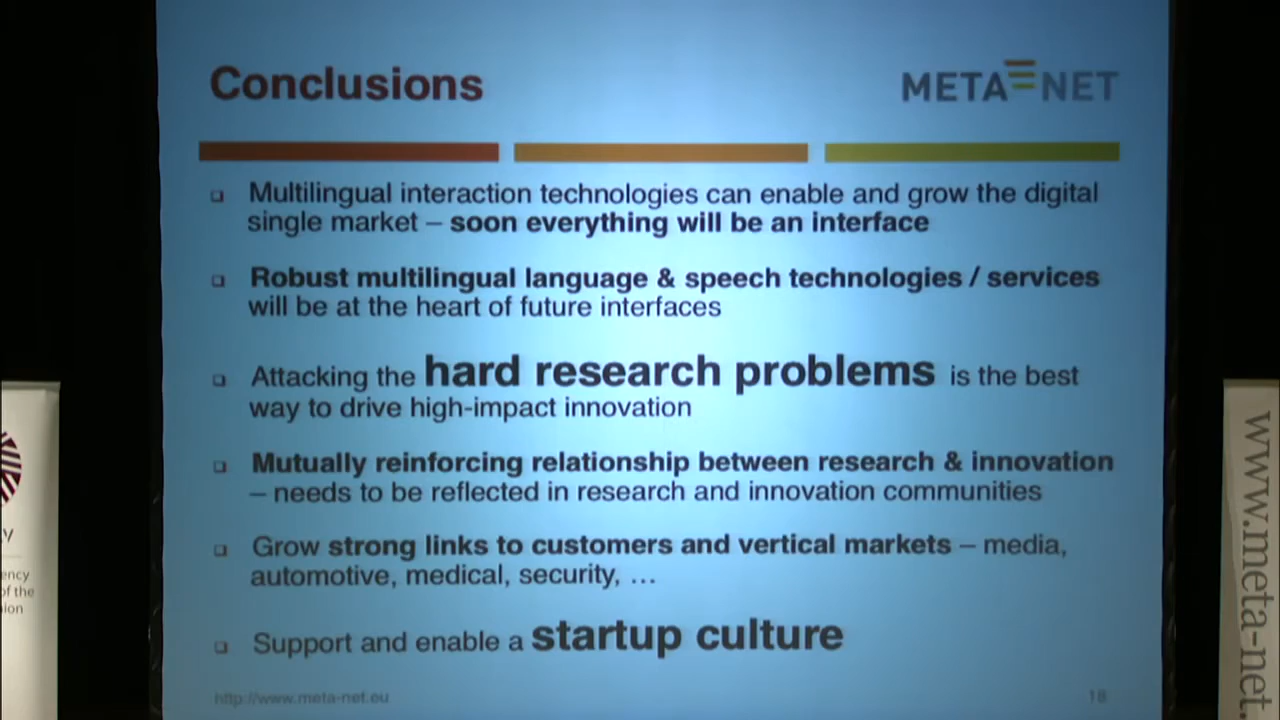 Conclusions
META NET
Multilingual interaction technologies can enable and grow the digital
single market – soon everything will be an interface
Robust multilingual language & speech technologies / services
will be at the heart of future interfaces
Attacking the hard research problems is the best
way to drive high-impact innovation
Mutually reinforcing relationship between research & innovation
– needs to be reflected in research and innovation communities
Grow strong links to customers and vertical markets – media,
automotive, medical, security, …
Support and enable a startup culture
http://www.meta-net.eu
18
ency
of the
www.meta-net.